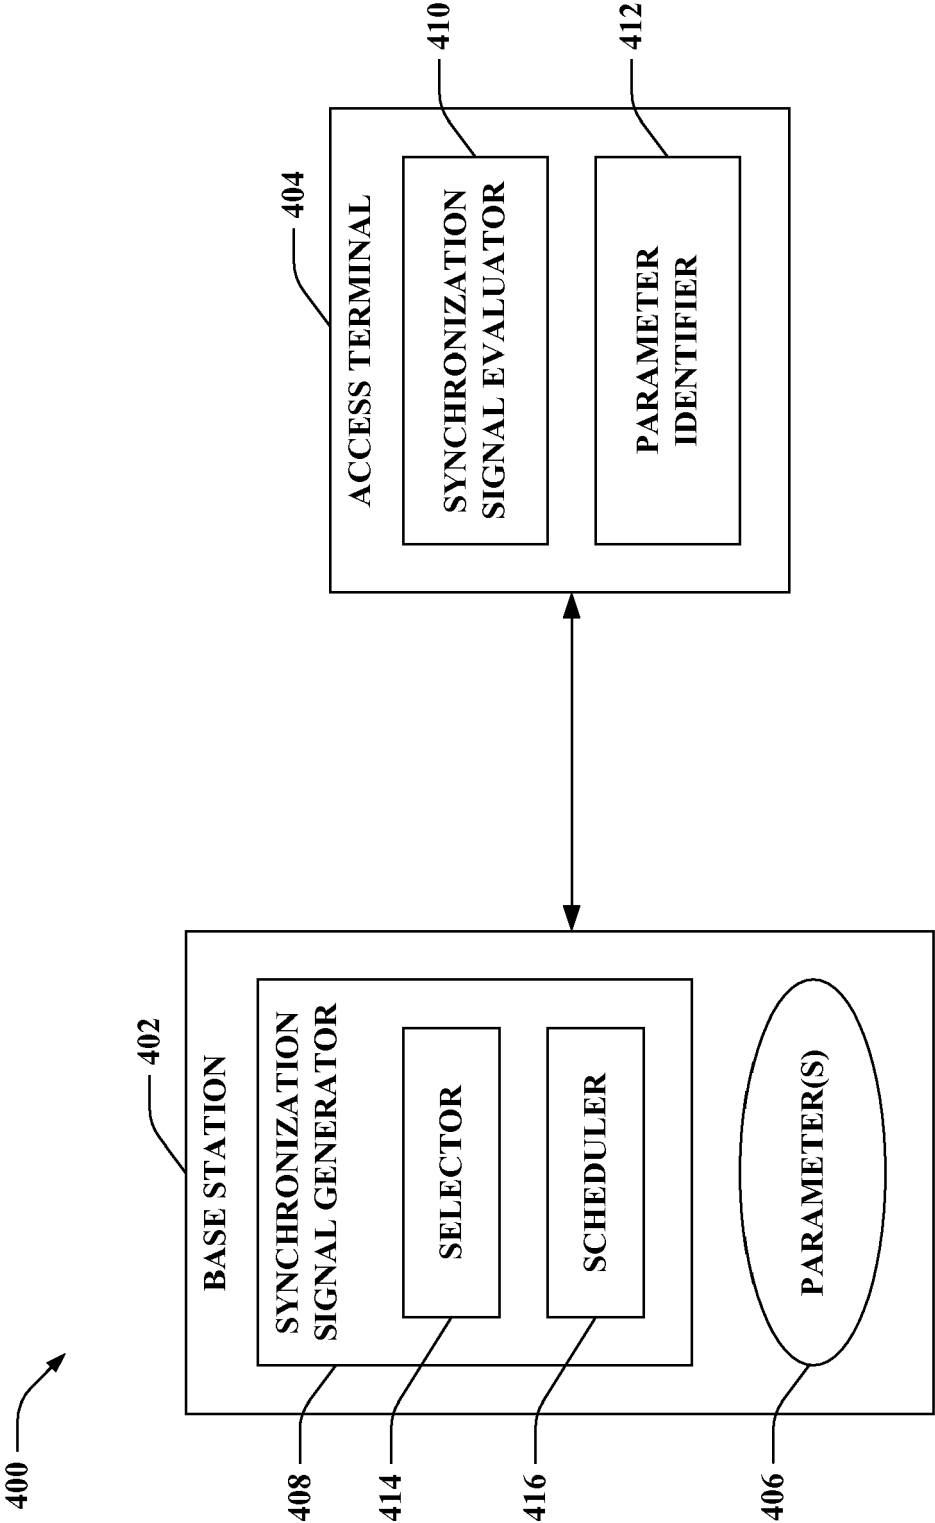 400
402
BASE STATION
408
SYNCHRONIZATION
SIGNAL GENERATOR
414
SELECTOR
416
SCHEDULER
406
PARAMETER(S)
404
ACCESS TERMINAL
410
SYNCHRONIZATION
SIGNAL EVALUATOR
412
PARAMETER
IDENTIFIER